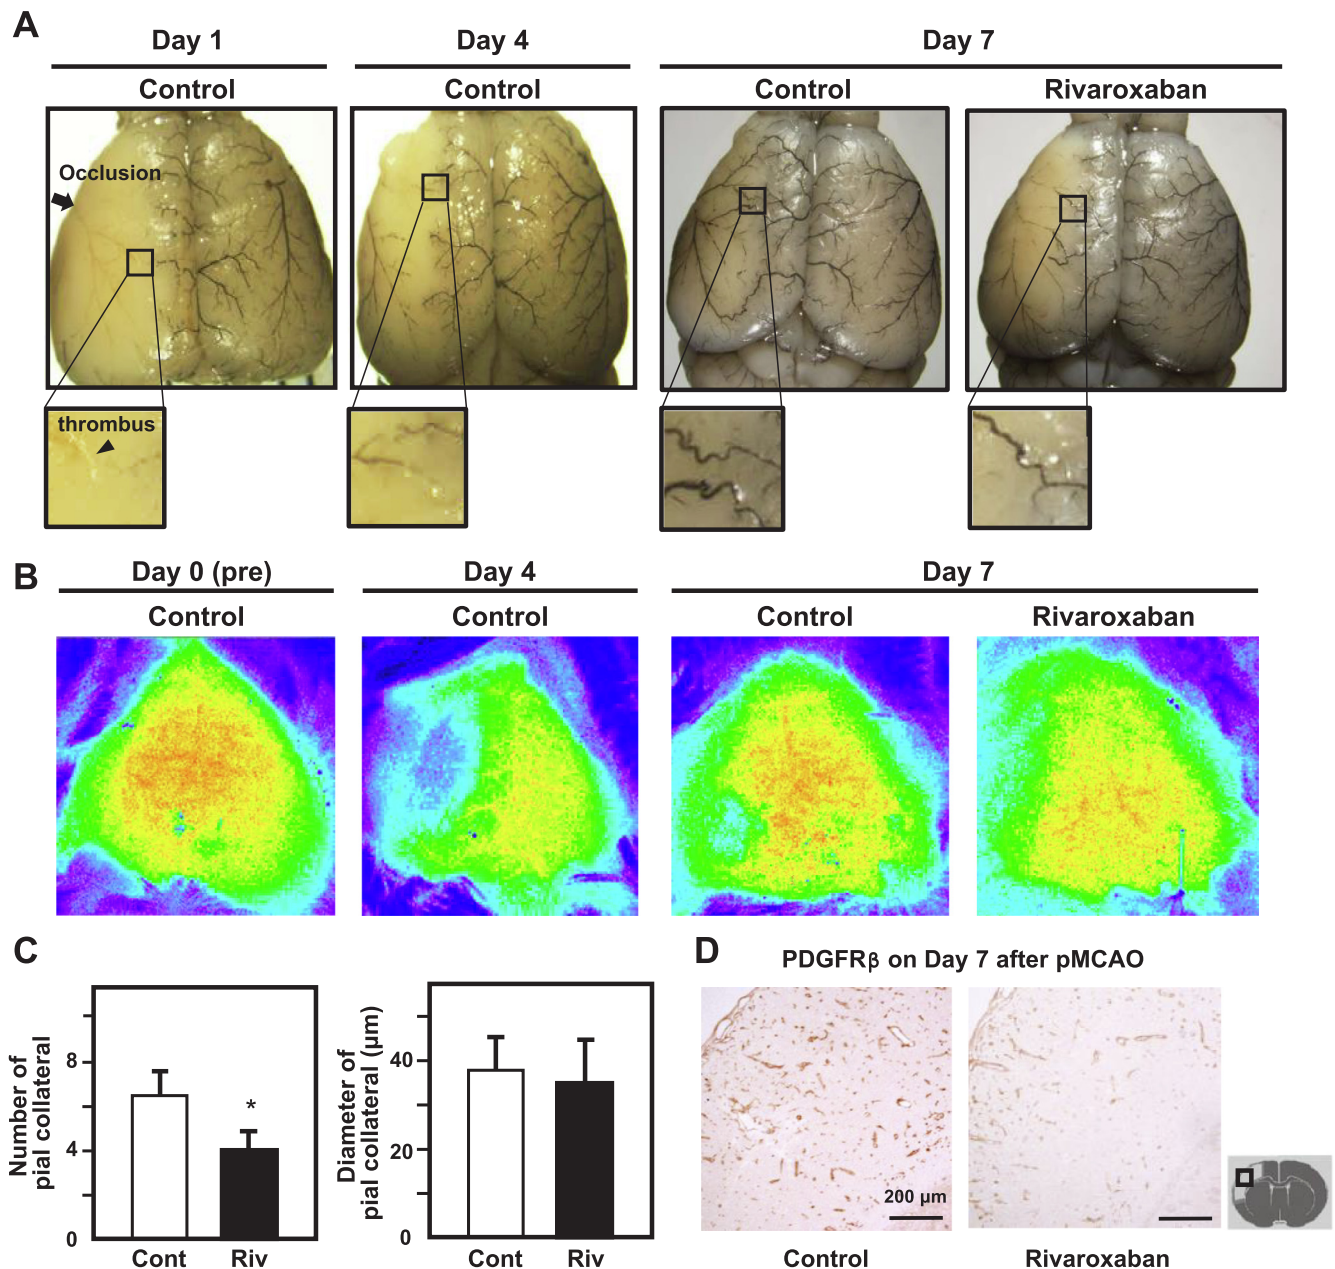 A
Day 1
Day 4
Day 7
Control
Control
Control
Rivaroxaban
Occlusion
thrombus
B
Day 0 (pre)
Day 4
Day 7
Control
Control
Control
Rivaroxaban
C
Number of
pial collateral
8
4
0
*
Cont
Riv
Diameter of
pial collateral (μm)
40
20
0
Cont
Riv
D
PDGFRβ on Day 7 after pMCAO
200 μm
Control
Rivaroxaban